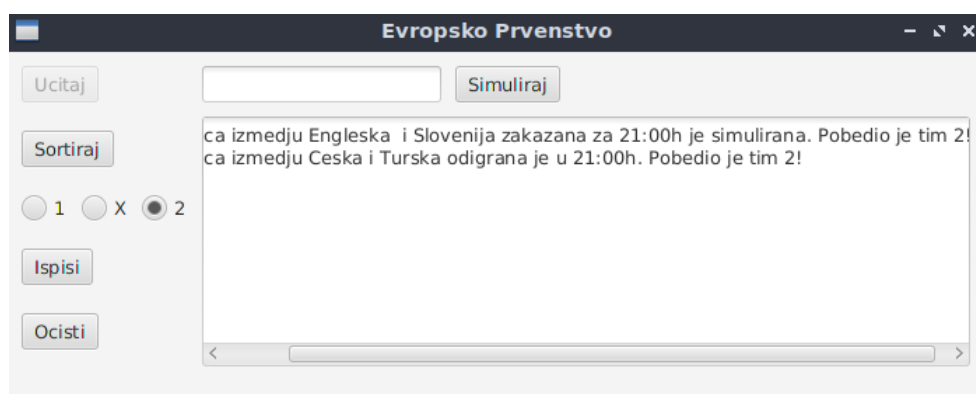 Evropsko Prvenstvo
Ucitaj
Simuliraj
Sortiraj
ca izmedju Engleska  i Slovenija zakazana za 21:00h je simulirana. Pobedio je tim 2!
ca izmedju Ceska i Turska odigrana je u 21:00h. Pobedio je tim 2!
1 X 2
Ispisi
Ocisti